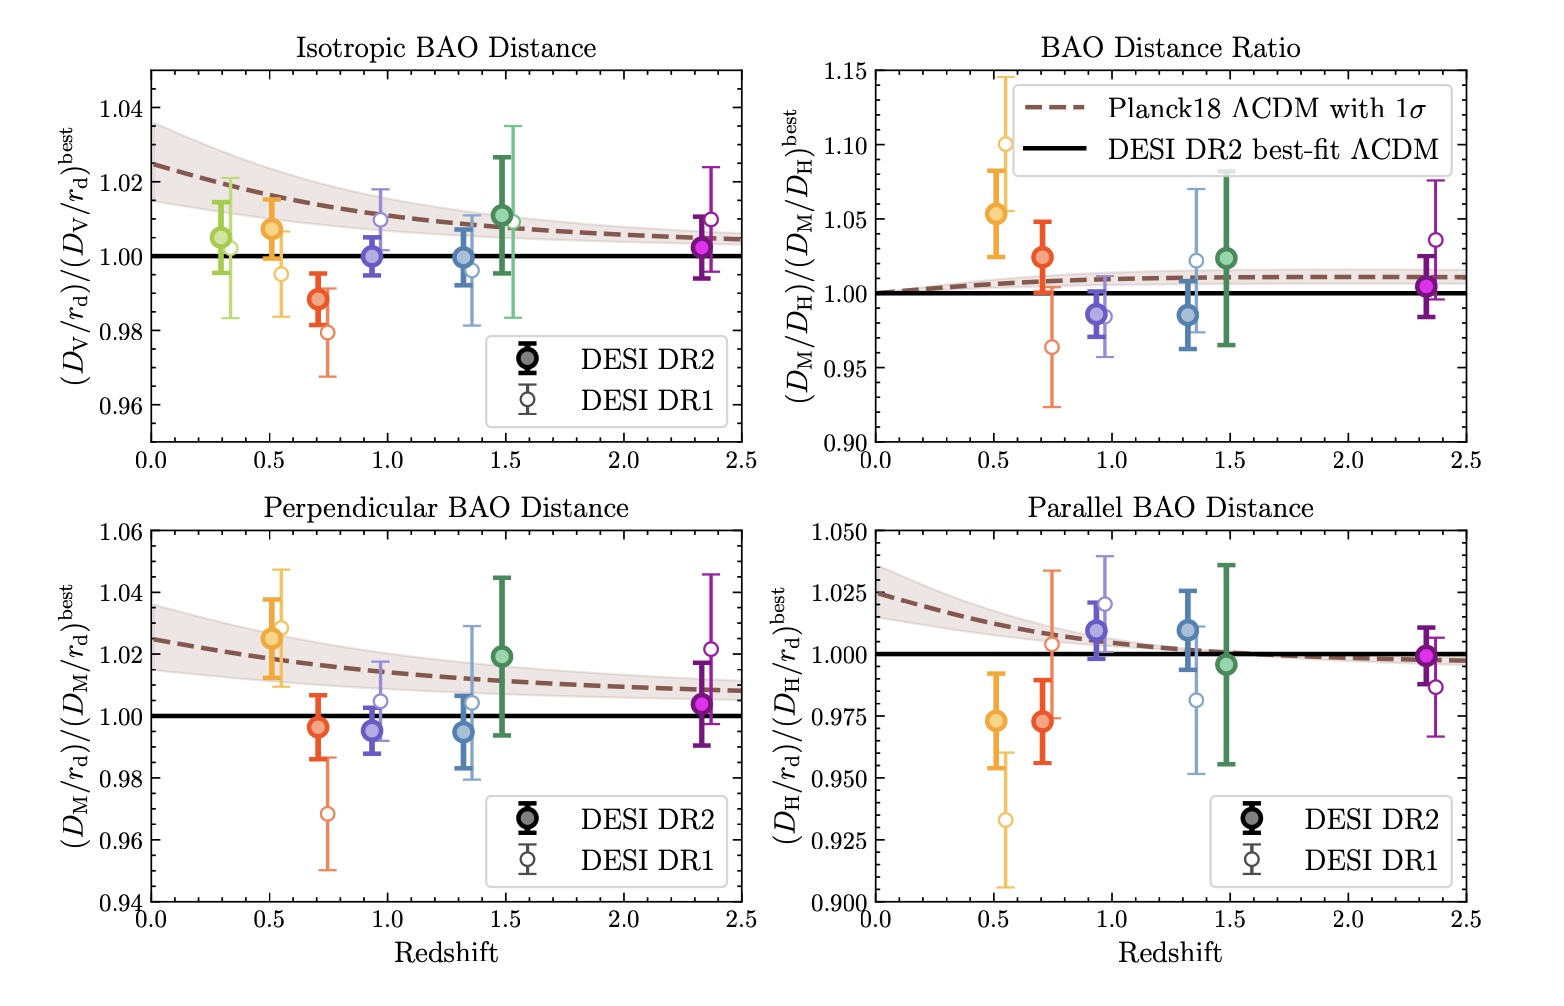 Isotropic BAO Distance
(D_V/r_d)/(D_V/r_d)^best
1.04
1.02
1.00
0.98
0.96
DESI DR2
DESI DR1
0.0 0.5 1.0 1.5 2.0 2.5
BAO Distance Ratio
(D_M/D_H)/(D_M/D_H)^best
1.15
1.10
1.05
1.00
0.95
0.90
Planck18 ΛCDM with 1σ
DESI DR2 best-fit ΛCDM
0.0 0.5 1.0 1.5 2.0 2.5
Perpendicular BAO Distance
(D_M/r_d)/(D_M/r_d)^best
1.06
1.04
1.02
1.00
0.98
0.96
0.94
DESI DR2
DESI DR1
0.0 0.5 1.0 1.5 2.0 2.5
Redshift
Parallel BAO Distance
(D_H/r_d)/(D_H/r_d)^best
1.050
1.025
1.000
0.975
0.950
0.925
0.900
DESI DR2
DESI DR1
0.0 0.5 1.0 1.5 2.0 2.5
Redshift